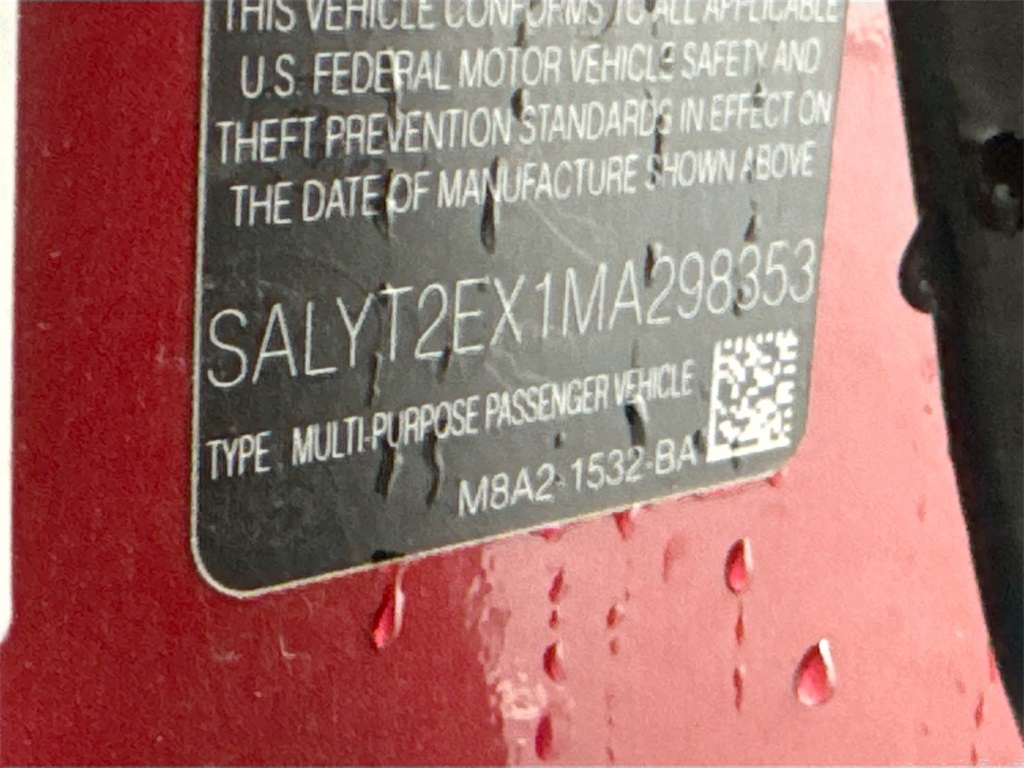 THIS VEHICLE CONFORMS TO ALL APPLICABLE
U.S. FEDERAL MOTOR VEHICLE SAFETY AND
THEFT PREVENTION STANDARDS IN EFFECT ON
THE DATE OF MANUFACTURE SHOWN ABOVE
SALYT2EX1MA298353
TYPE MULTI-PURPOSE PASSENGER VEHICLE
M8A2-1532-BA